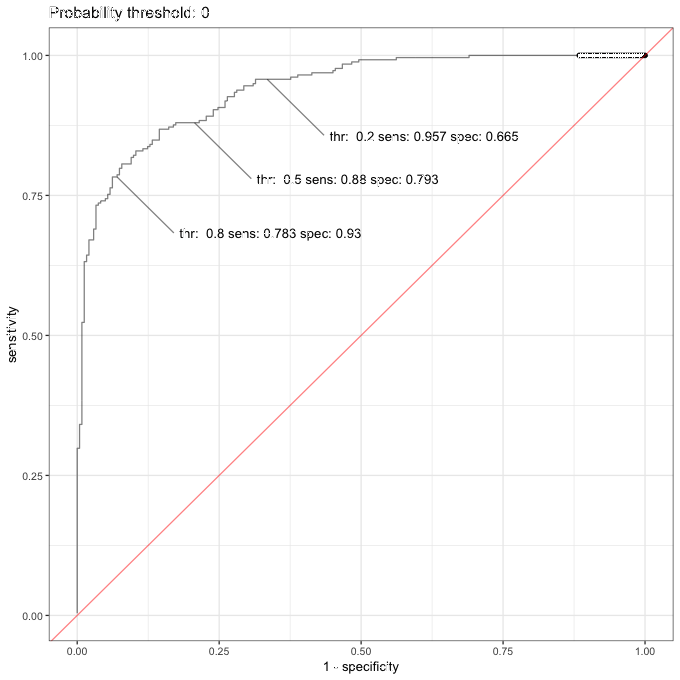 Probability threshold: 0
1.00
thr: 0.2 sens: 0.957 spec: 0.665
thr: 0.5 sens: 0.88 spec: 0.793
0.75
thr: 0.8 sens: 0.783 spec: 0.93
sensitivity
0.50
0.25
0.00
0.00 0.25 0.50 0.75 1.00
1 - specificity